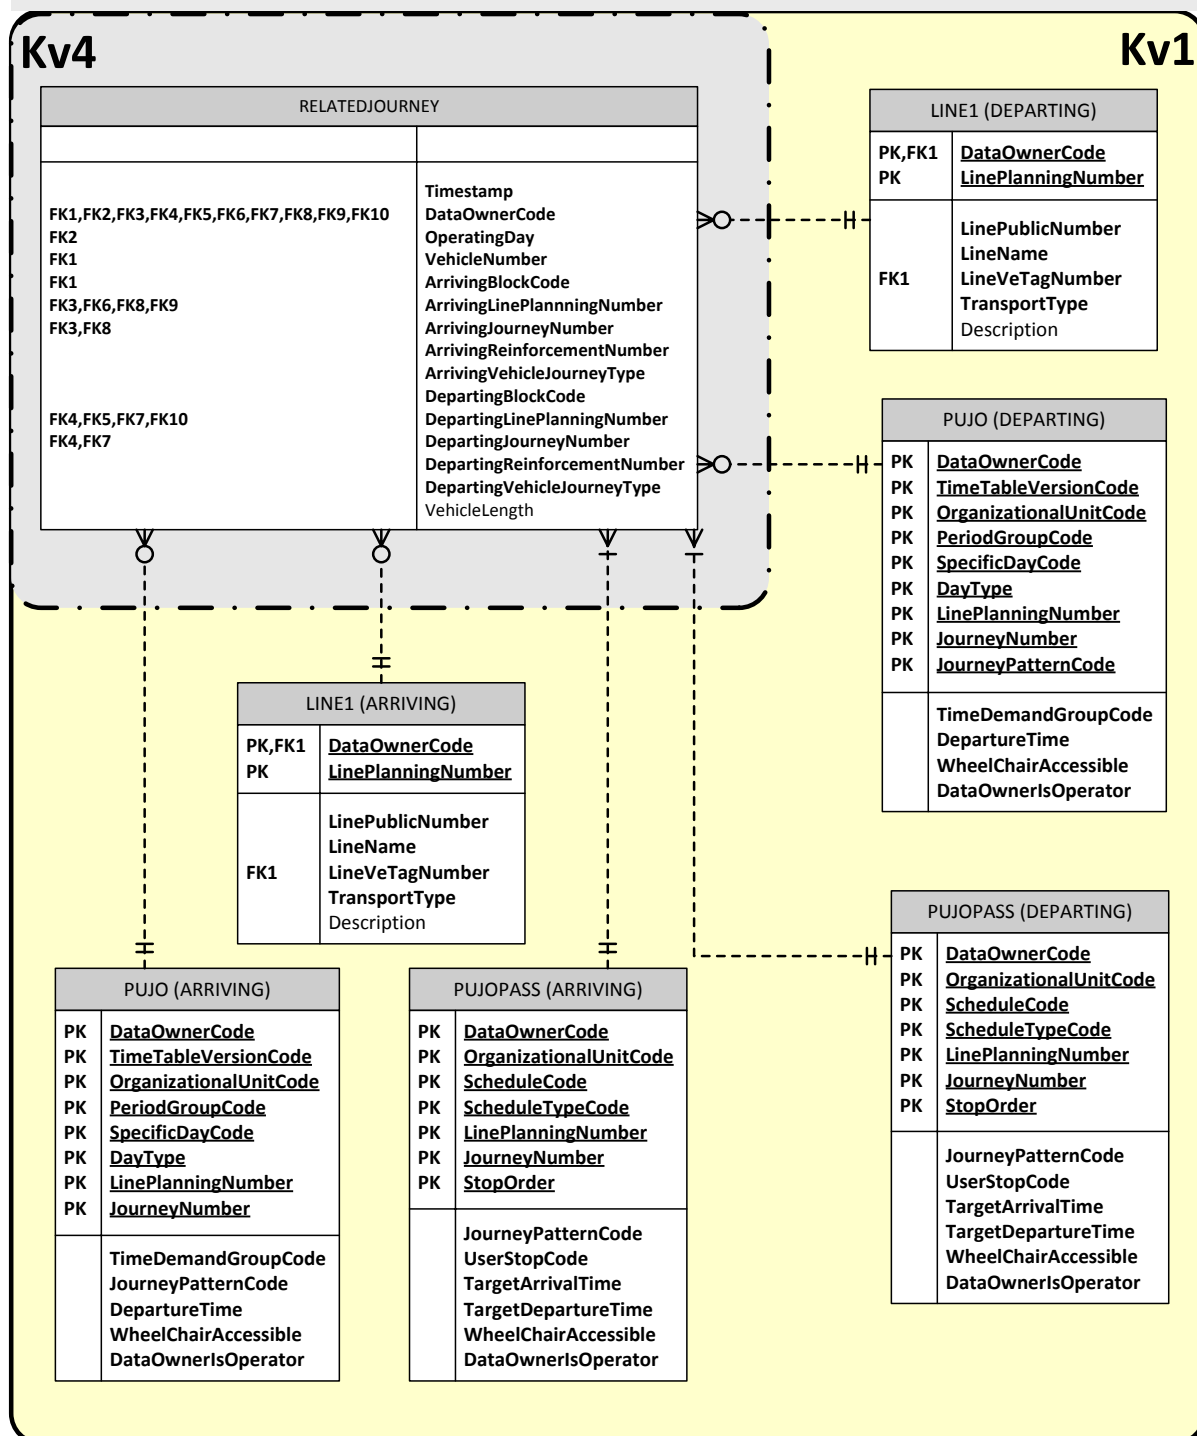 Kv4
Kv1
RELATEDJOURNEY
Timestamp
FK1,FK2,FK3,FK4,FK5,FK6,FK7,FK8,FK9,FK10 DataOwnerCode
FK2 OperatingDay
FK1 VehicleNumber
FK1 ArrivingBlockCode
FK3,FK6,FK8,FK9 ArrivingLinePlannningNumber
FK3,FK8 ArrivingJourneyNumber
ArrivingReinforcementNumber
ArrivingVehicleJourneyType
DepartingBlockCode
FK4,FK5,FK7,FK10 DepartingLinePlanningNumber
FK4,FK7 DepartingJourneyNumber
DepartingReinforcementNumber
DepartingVehicleJourneyType
VehicleLength
LINE1 (DEPARTING)
PK,FK1 DataOwnerCode
PK LinePlanningNumber
LinePublicNumber
LineName
FK1 LineVeTagNumber
TransportType
Description
PUJO (DEPARTING)
PK DataOwnerCode
PK TimeTableVersionCode
PK OrganizationalUnitCode
PK PeriodGroupCode
PK SpecificDayCode
PK DayType
PK LinePlanningNumber
PK JourneyNumber
PK JourneyPatternCode
TimeDemandGroupCode
DepartureTime
WheelChairAccessible
DataOwnerIsOperator
LINE1 (ARRIVING)
PK,FK1 DataOwnerCode
PK LinePlanningNumber
LinePublicNumber
LineName
FK1 LineVeTagNumber
TransportType
Description
PUJOPASS (DEPARTING)
PK DataOwnerCode
PK OrganizationalUnitCode
PK ScheduleCode
PK ScheduleTypeCode
PK LinePlanningNumber
PK JourneyNumber
PK StopOrder
JourneyPatternCode
UserStopCode
TargetArrivalTime
TargetDepartureTime
WheelChairAccessible
DataOwnerIsOperator
PUJO (ARRIVING)
PK DataOwnerCode
PK TimeTableVersionCode
PK OrganizationalUnitCode
PK PeriodGroupCode
PK SpecificDayCode
PK DayType
PK LinePlanningNumber
PK JourneyNumber
TimeDemandGroupCode
JourneyPatternCode
DepartureTime
WheelChairAccessible
DataOwnerIsOperator
PUJOPASS (ARRIVING)
PK DataOwnerCode
PK OrganizationalUnitCode
PK ScheduleCode
PK ScheduleTypeCode
PK LinePlanningNumber
PK JourneyNumber
PK StopOrder
JourneyPatternCode
UserStopCode
TargetArrivalTime
TargetDepartureTime
WheelChairAccessible
DataOwnerIsOperator